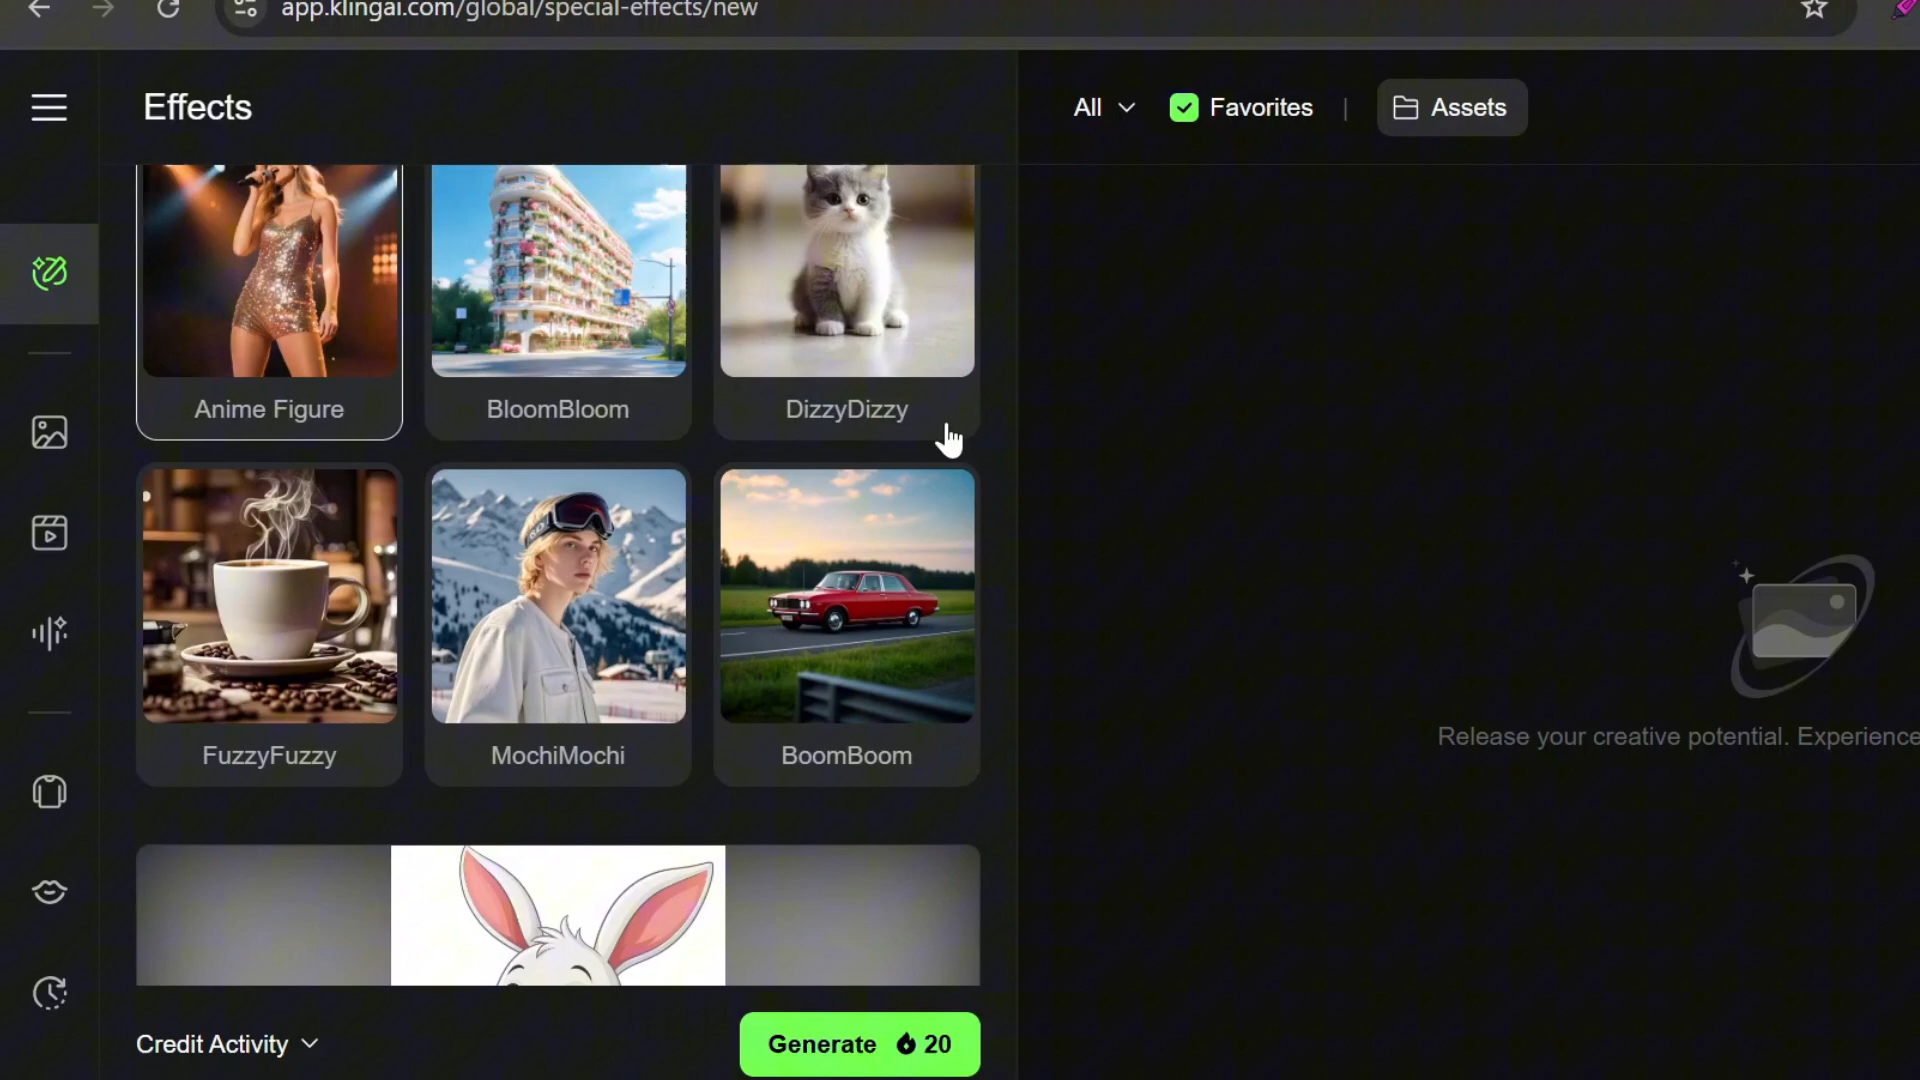 app.klingai.com/global/special-effects/new
Effects
All
Favorites
Assets
Anime Figure
BloomBloom
DizzyDizzy
FuzzyFuzzy
MochiMochi
BoomBoom
Release your creative potential. Experience
Credit Activity
Generate 20